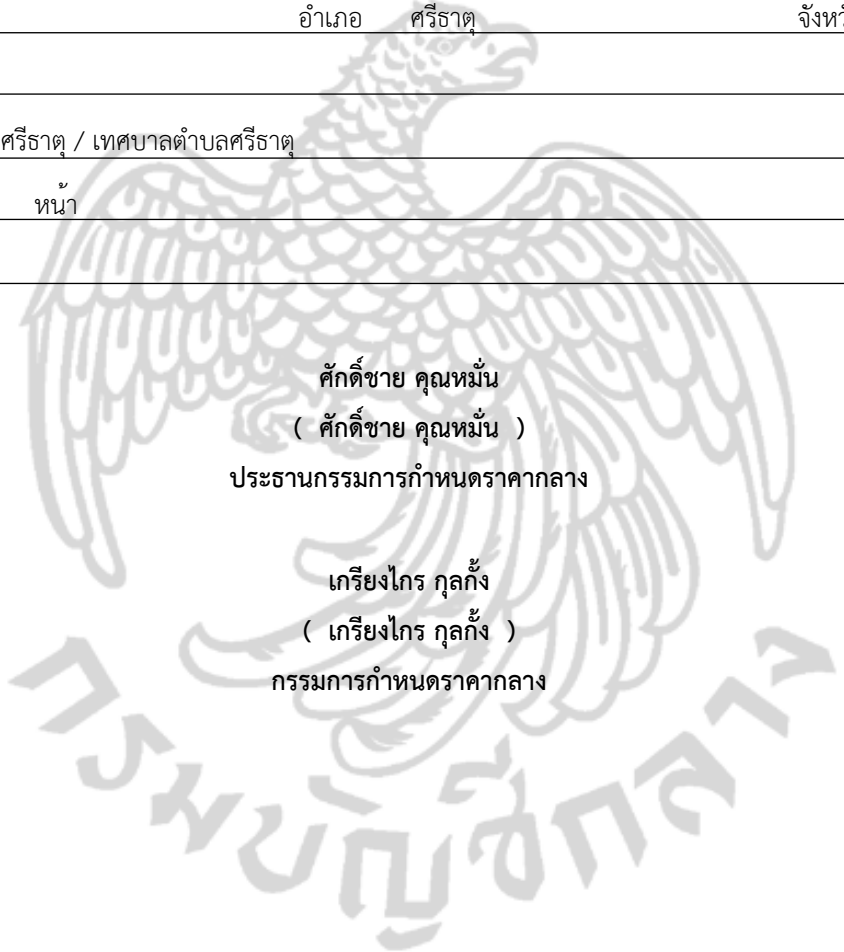 อำเภอ ศรีธาตุ จังหวั
ศรีธาตุ / เทศบาลตำบลศรีธาตุ
หน้า
ศักดิ์ชาย คุณหมั่น
( ศักดิ์ชาย คุณหมั่น )
ประธานกรรมการกำหนดราคากลาง
เกรียงไกร กุลกั้ง
( เกรียงไกร กุลกั้ง )
กรรมการกำหนดราคากลาง
กรมบัญชีกลาง